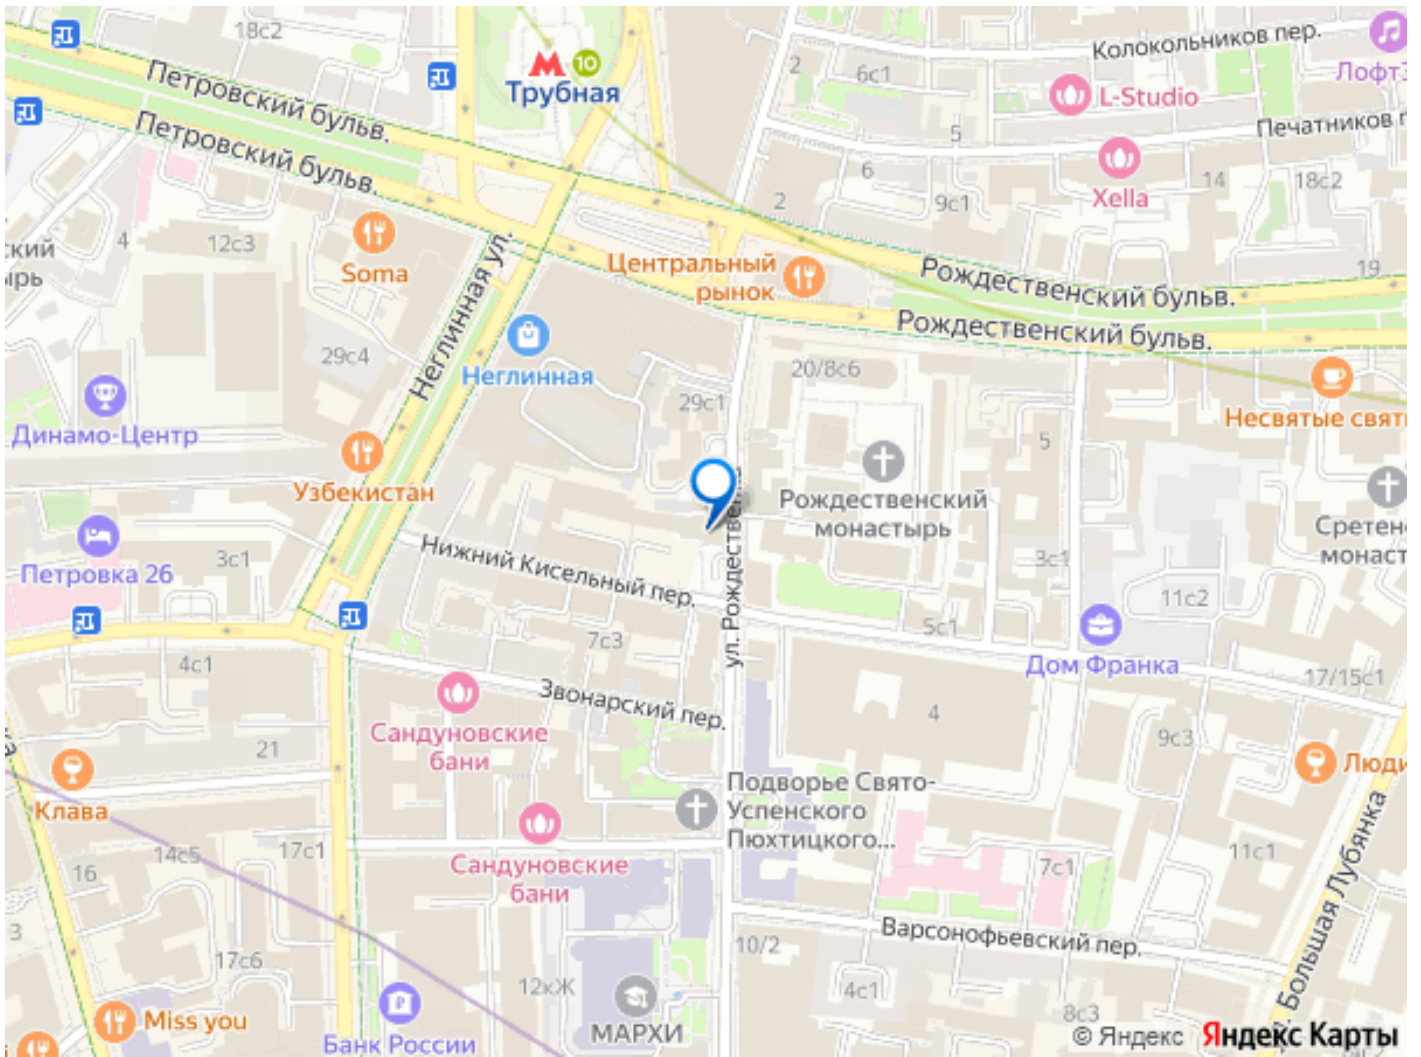 18с2
Петровский бульв.
Петровский бульв.
М 10
Трубная
Колокольников пер.
2
6с1
L-Studio
5
Печатников
Xella
6
14
18с2
9с1
2
4
12с3
Soma
Неглинная ул.
Центральный
рынок
19
Рождественский бульв.
Рождественский бульв.
29с4
Неглинная
20/8с6
29с1
Динамо-Центр
5
Несвятые
Узбекистан
Рождественский
монастырь
Петровка 26
3с1
Нижний Кисельный пер.
3с1
11с2
7с3
ул. Рождественс
5с1
Дом Франка
4с1
17/15с1
Звонарский пер.
4
Сандуновские
бани
21
9с3
Клава
Подворье Свято-
Успенского
Пюхтицкого...
14с5
17с1
16
Сандуновские
бани
7с1
11с1
Большая Лубянка
3
Варсонофьевский пер.
10/2
17с6
12кЖ
4с1
8с3
Miss you
МАРХИ
Банк России
© Яндекс Яндекс Карты